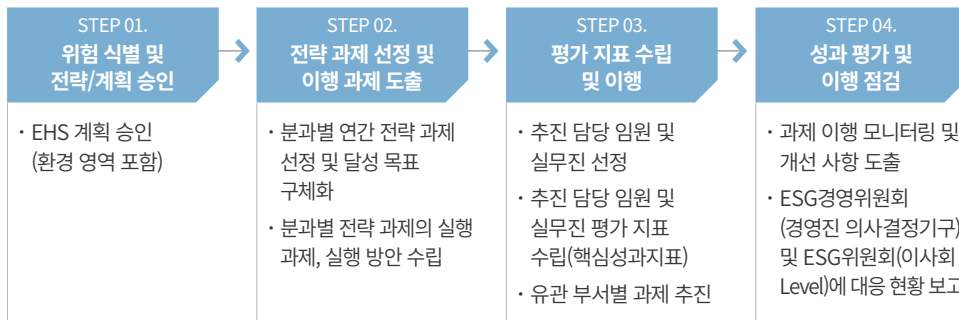 STEP 01.
위험 식별 및
전략/계획 승인
· EHS 계획 승인
(환경 영역 포함)
STEP 02.
전략 과제 선정 및
이행 과제 도출
· 분과별 연간 전략 과제
선정 및 달성 목표
구체화
· 분과별 전략 과제의 실행
과제, 실행 방안 수립
STEP 03.
평가 지표 수립
및 이행
· 추진 담당 임원 및
실무진 선정
· 추진 담당 임원 및
실무진 평가 지표
수립(핵심성과지표)
· 유관 부서별 과제 추진
STEP 04.
성과 평가 및
이행 점검
· 과제 이행 모니터링 및
개선 사항 도출
· ESG경영위원회
(경영진 의사결정기구)
및 ESG위원회(이사회
Level)에 대응 현황 보고